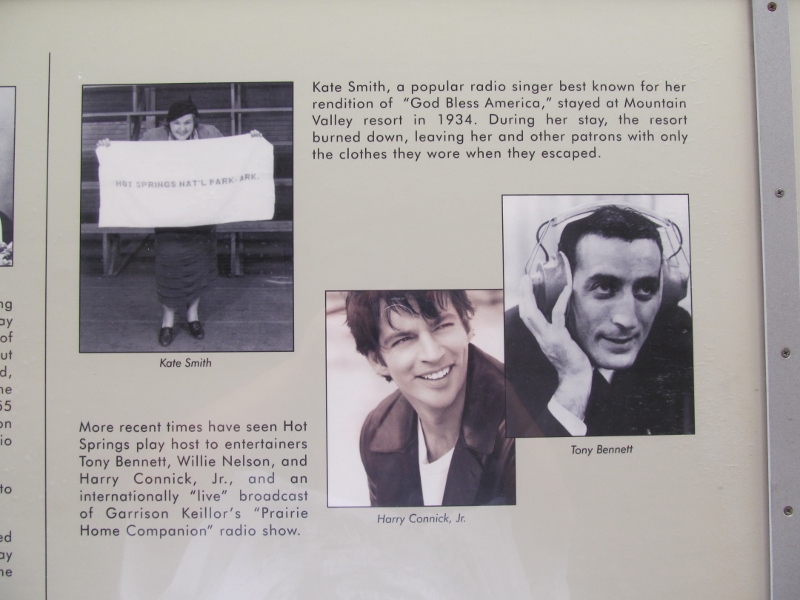 Kate Smith, a popular radio singer best known for her
rendition of "God Bless America," stayed at Mountain
Valley resort in 1934. During her stay, the resort
burned down, leaving her and other patrons with only
the clothes they wore when they escaped.
HOT SPRINGS NAT'L PARK-ARK.
Kate Smith
Tony Bennett
Harry Connick, Jr.
More recent times have seen Hot
Springs play host to entertainers
Tony Bennett, Willie Nelson, and
Harry Connick, Jr., and an
internationally "live" broadcast
of Garrison Keillor's "Prairie
Home Companion" radio show.